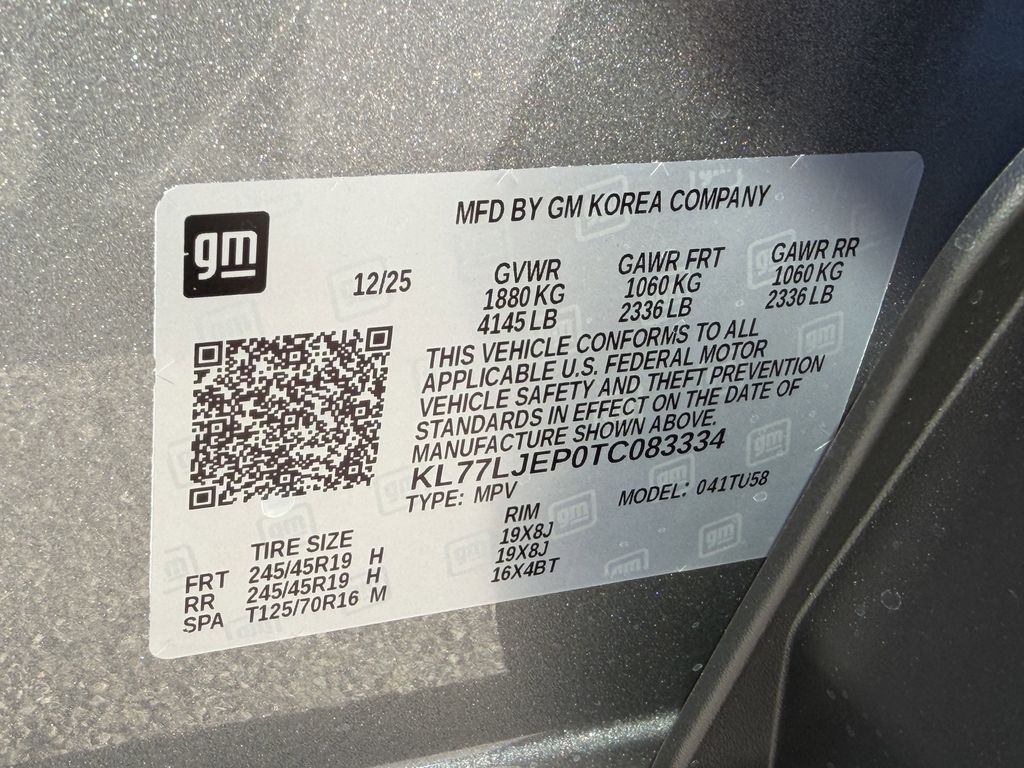 gm
MFD BY GM KOREA COMPANY
12/25
GVWR GAWR FRT GAWR RR
1880 KG 1060 KG 1060 KG
4145 LB 2336 LB 2336 LB
THIS VEHICLE CONFORMS TO ALL
APPLICABLE U.S. FEDERAL MOTOR
VEHICLE SAFETY AND THEFT PREVENTION
STANDARDS IN EFFECT ON THE DATE OF
MANUFACTURE SHOWN ABOVE.
KL77LJEP0TC083334
TYPE: MPV MODEL: 041TU58
TIRE SIZE RIM
FRT 245/45R19 H 19X8J
RR 245/45R19 H 19X8J
SPA T125/70R16 M 16X4BT